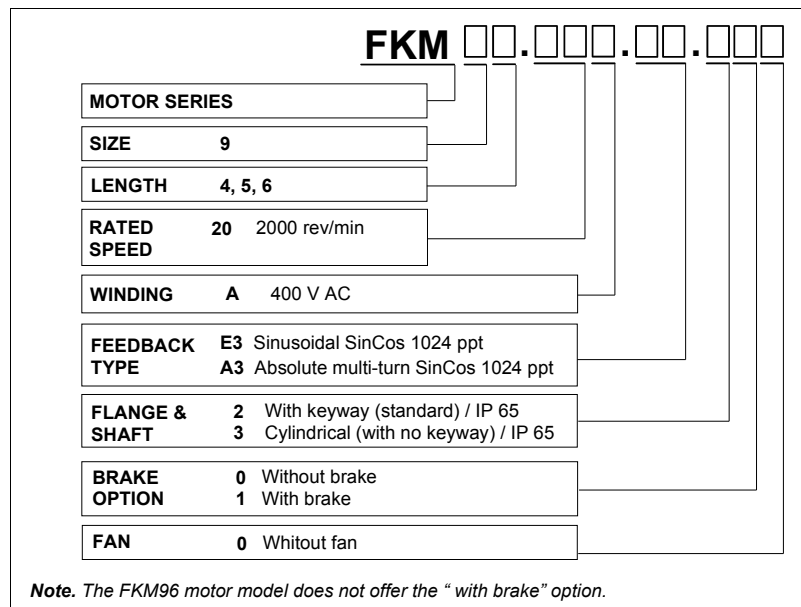 FKM . . .
MOTOR SERIES
SIZE 9
LENGTH 4, 5, 6
RATED 20 2000 rev/min
SPEED
WINDING A 400 V AC
FEEDBACK E3 Sinusoidal SinCos 1024 ppt
TYPE A3 Absolute multi-turn SinCos 1024 ppt
FLANGE & 2 With keyway (standard) / IP 65
SHAFT 3 Cylindrical (with no keyway) / IP 65
BRAKE 0 Without brake
OPTION 1 With brake
FAN 0 Whitout fan
Note. The FKM96 motor model does not offer the “ with brake” option.